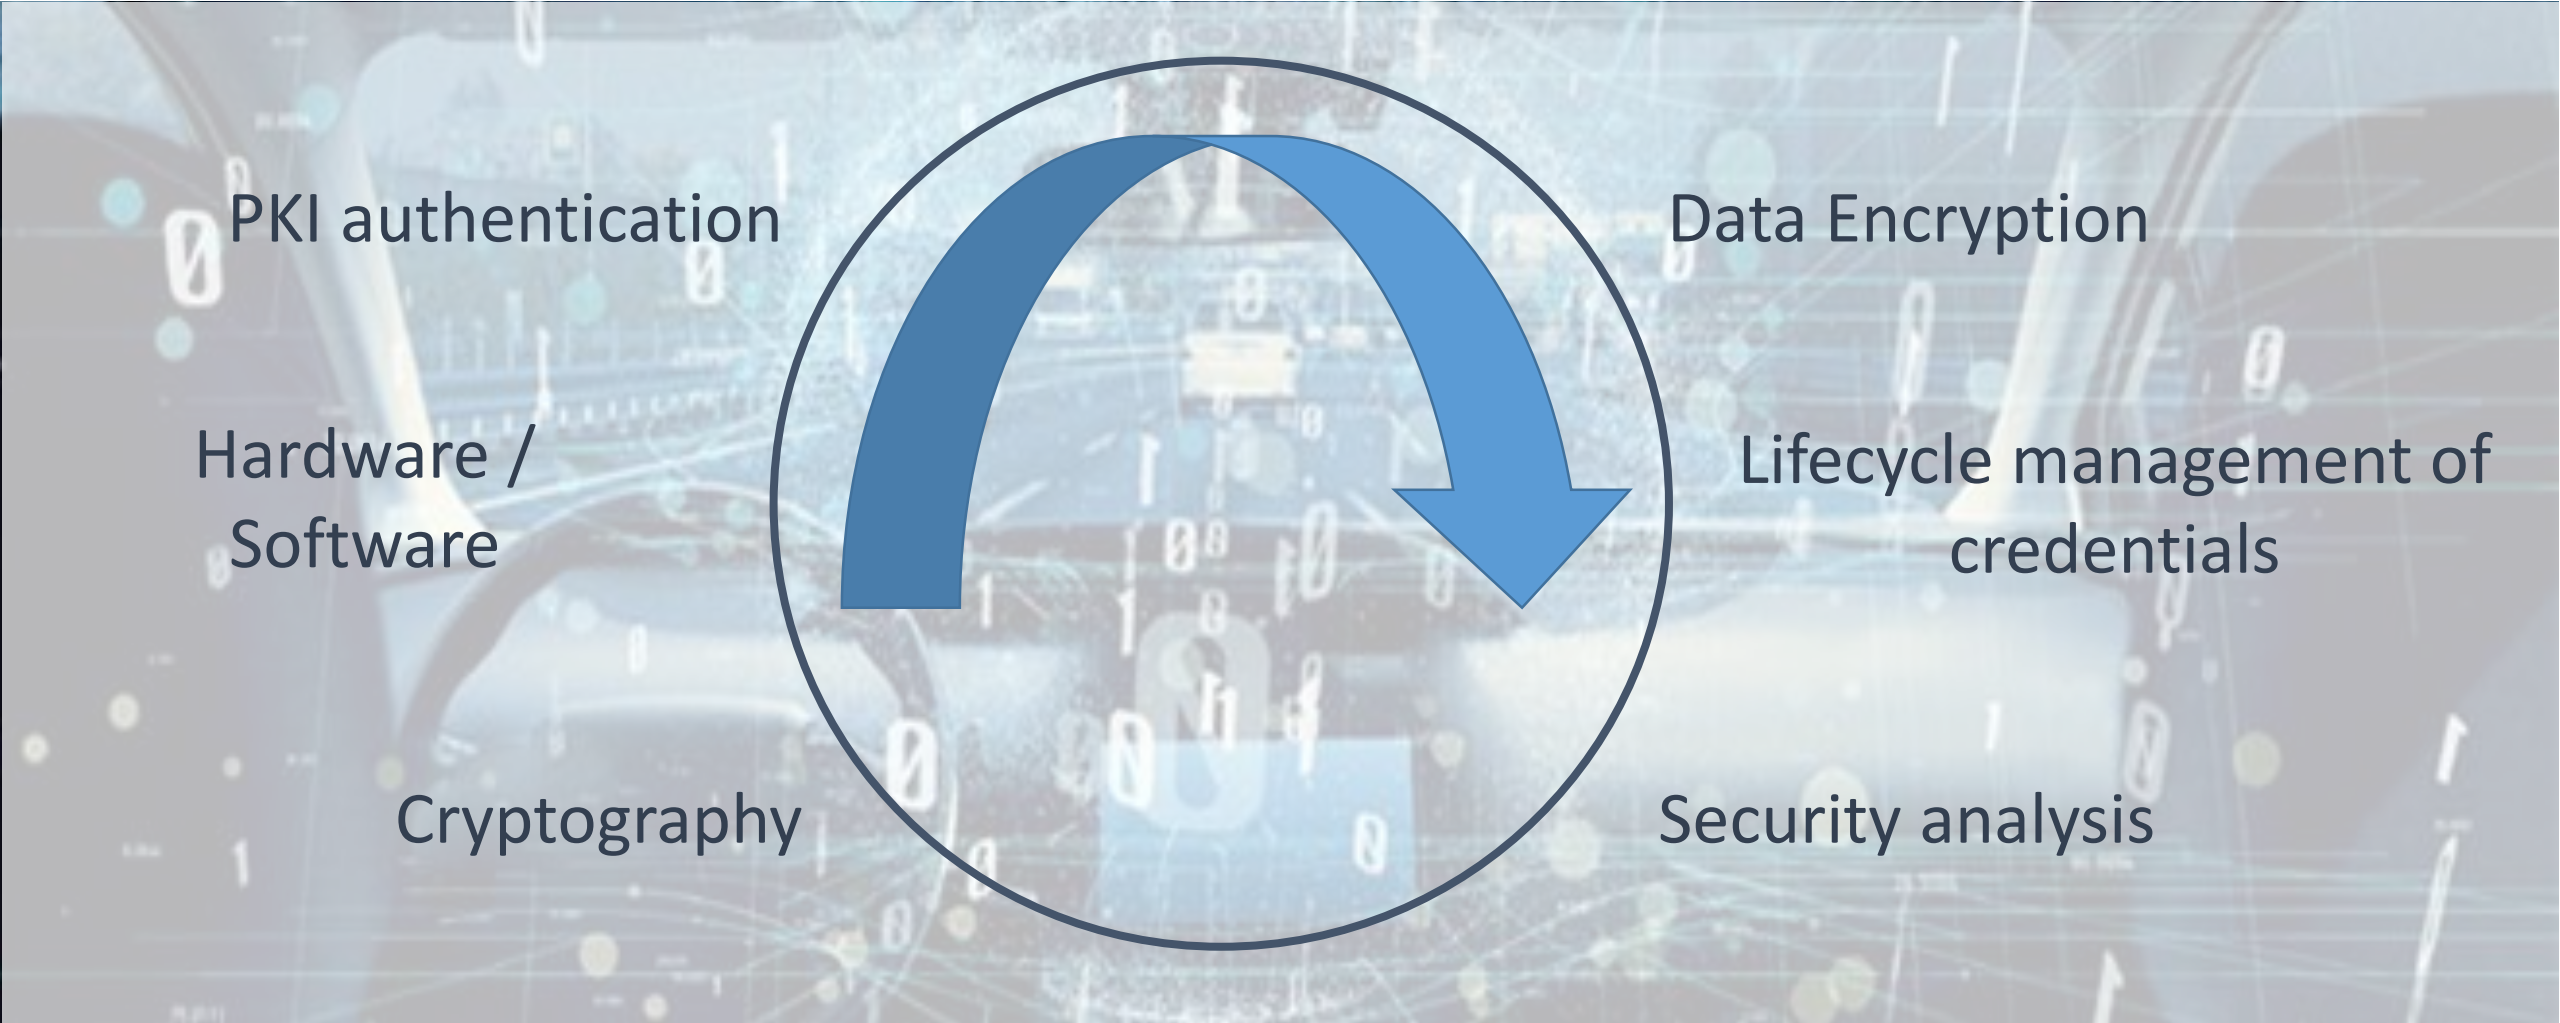 PKI authentication
Data Encryption
Hardware /
Software
Lifecycle management of
credentials
Cryptography
Security analysis